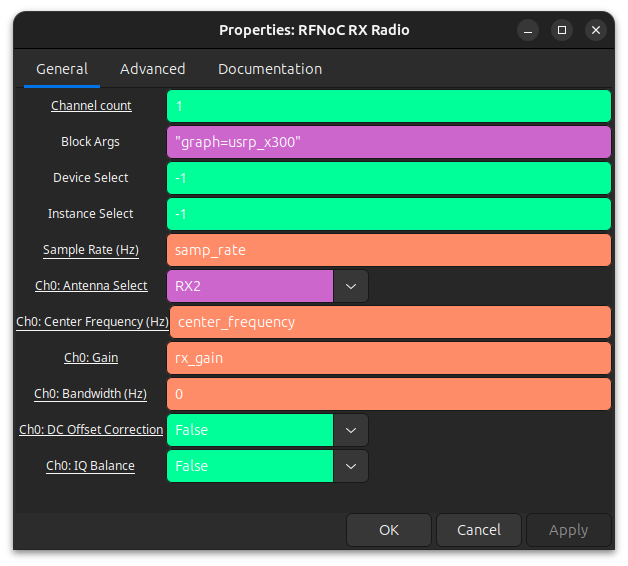 Properties: RFNoC RX Radio
General Advanced Documentation
Channel count 1
Block Args "graph=usrp_x300"
Device Select -1
Instance Select -1
Sample Rate (Hz) samp_rate
Ch0: Antenna Select RX2
Ch0: Center Frequency (Hz) center_frequency
Ch0: Gain rx_gain
Ch0: Bandwidth (Hz) 0
Ch0: DC Offset Correction False
Ch0: IQ Balance False
OK Cancel Apply